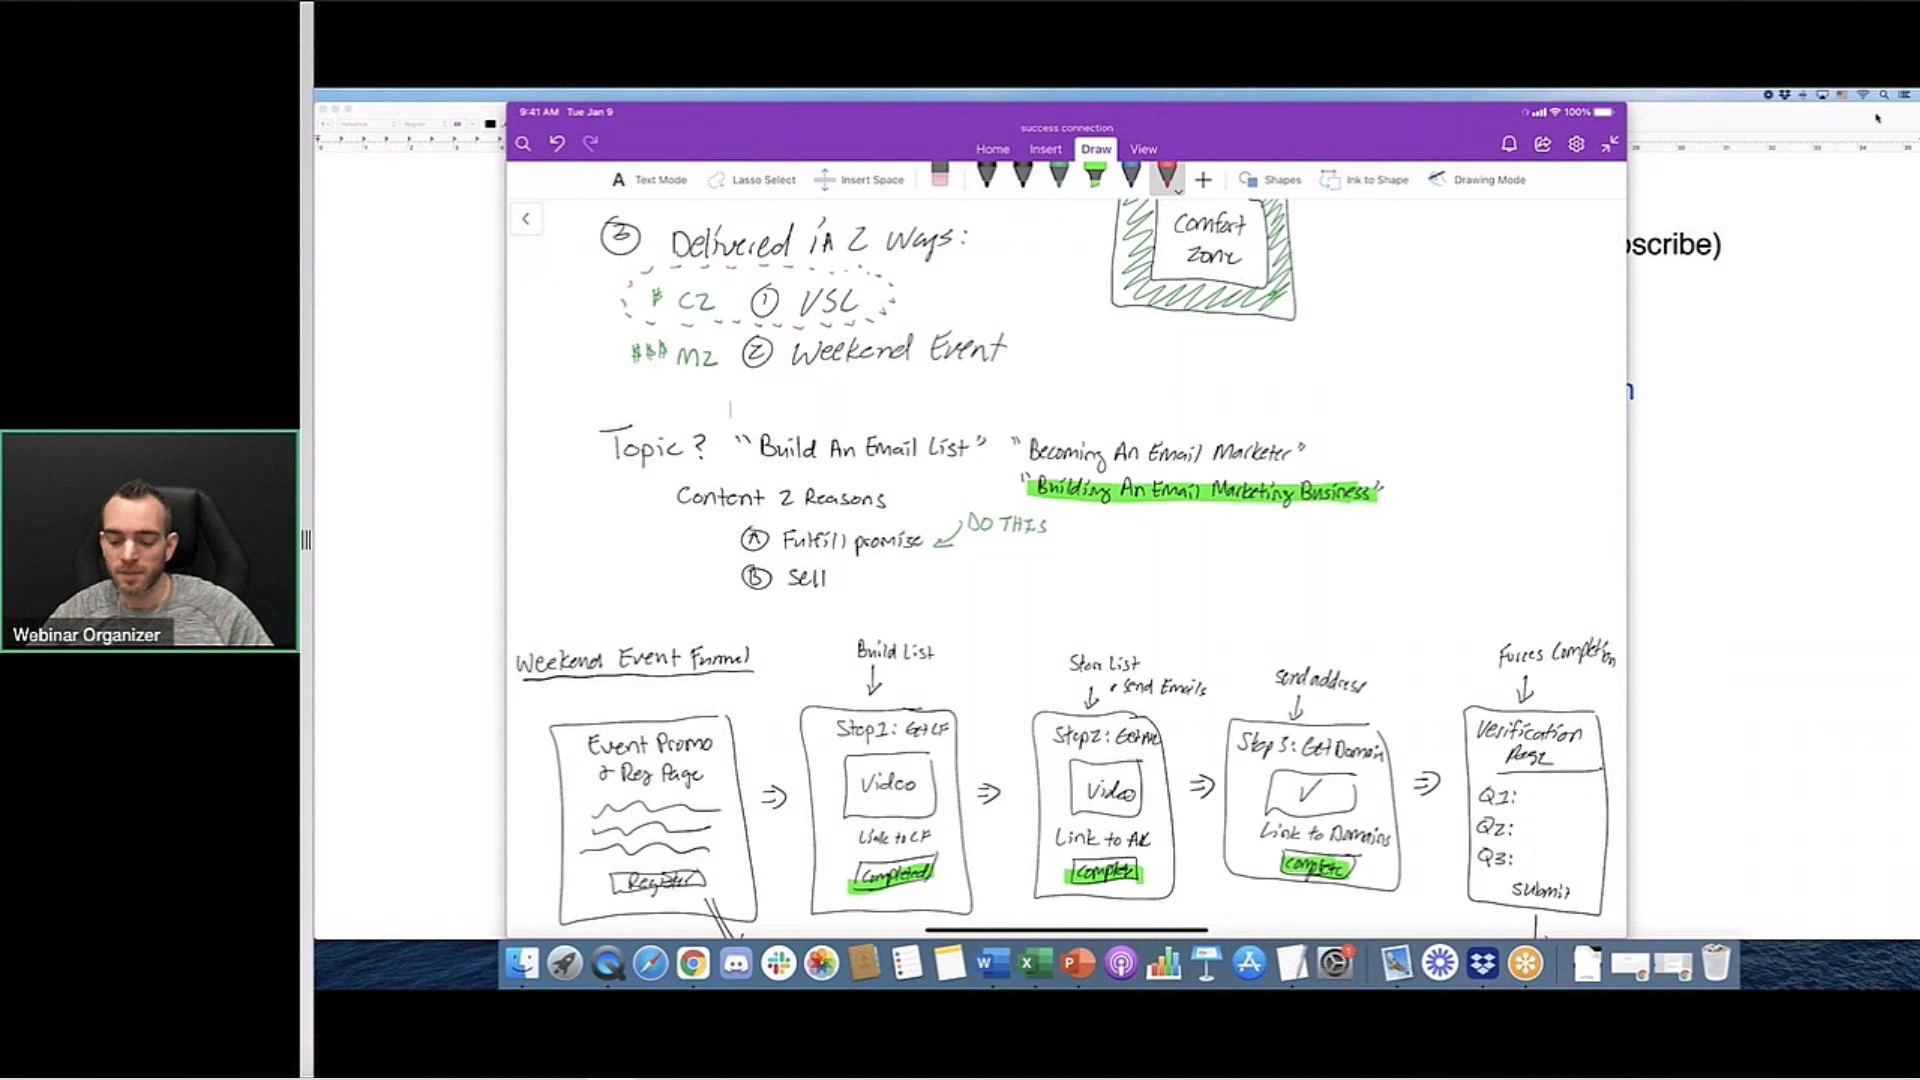 9:41 AM Tue Jan 9
100%
success connection
Home Insert Draw View
Text Mode Lasso Select Insert Space Shapes Ink to Shape Drawing Mode
Comfort
Zone
③ Delivered in 2 Ways:
$ CZ ① VSL
$$$ MZ ② Weekend Event
Topic? "Build An Email List" "Becoming An Email Marketer"
"Building An Email Marketing Business"
Content 2 Reasons
DO THIS
Ⓐ Fulfill promise
Ⓑ Sell
scribe)
Webinar Organizer
Weekend Event Funnel
Build List
Store List
+ Send Emails
Send address
Forces Completion
Event Promo
& Reg Page
Register
Step 1: Get CF
Video
Link to CF
Completed
Step 2: Get AR
Video
Link to AR
Complete
Step 3: Get Domain
Link to Domains
Complete
Verification
Page
Q1:
Q2:
Q3:
Submit